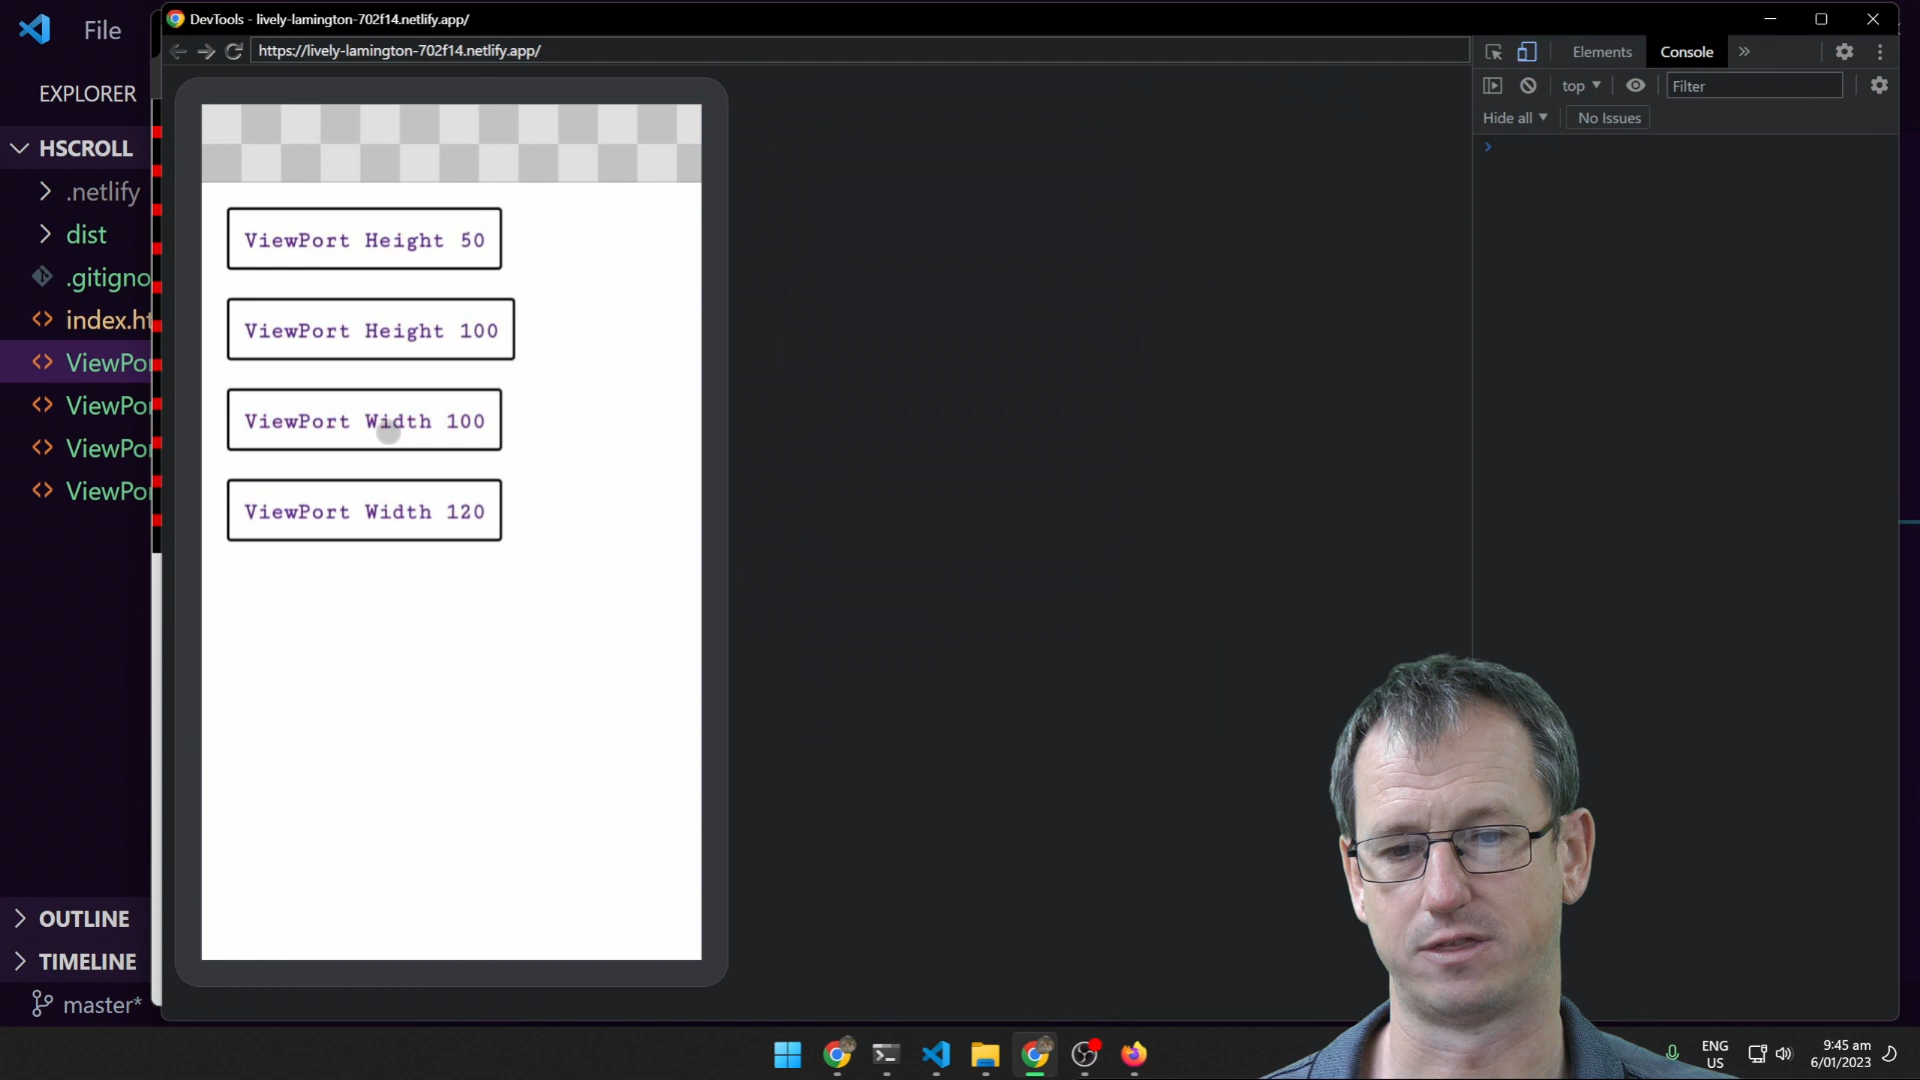 File
DevTools - lively-lamington-702f14.netlify.app/
https://lively-lamington-702f14.netlify.app/
Elements
Console
top
Filter
Hide all
No Issues
EXPLORER
HSCROLL
.netlify
dist
.gitigno
index.ht
ViewPo
ViewPo
ViewPo
ViewPo
ViewPort Height 50
ViewPort Height 100
ViewPort Width 100
ViewPort Width 120
OUTLINE
TIMELINE
master*
ENG
US
9:45 am
6/01/2023